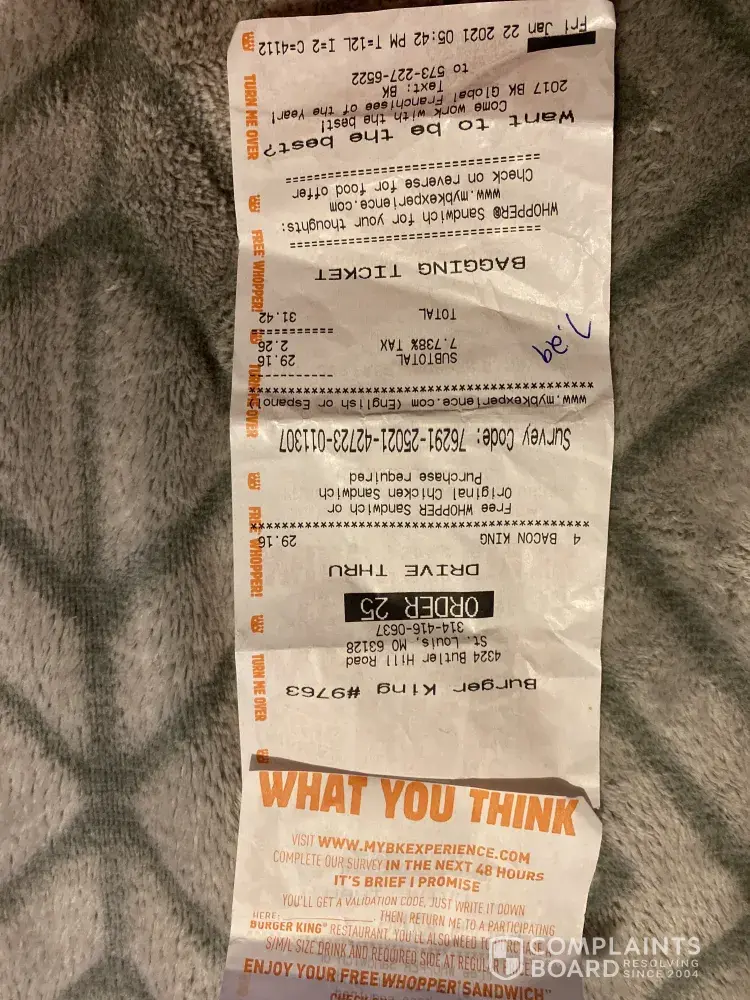 Burger King #9763
4324 Butler Hill Road
St. Louis, MO 63128
314-416-0637
ORDER 25
DRIVE THRU
4 BACON KING 29.16
************************************************
Free WHOPPER Sandwich or
Original Chicken Sandwich
Purchase required
Survey Code: 76291-25021-42723-011307
www.mybkexperience.com (English or Espanol)
************************************************
SUBTOTAL 29.16
7.738% TAX 2.26
TOTAL 31.42
7.29
BAGGING TICKET
================================
WHOPPER® Sandwich for your thoughts:
www.mybkexperience.com
Check on reverse for food offer
================================
Want to be the best?
Come work with the best!
2017 BK Global Franchisee of the Year!
Text: BK
to 573-227-6522
Fri Jan 22 2021 05:42 PM T=12L I=2 C=4112
TURN ME OVER
FREE WHOPPER!
TURN ME OVER
FREE WHOPPER!
TURN ME OVER
WHAT YOU THINK
VISIT WWW.MYBKEXPERIENCE.COM
COMPLETE OUR SURVEY IN THE NEXT 48 HOURS
IT'S BRIEF I PROMISE
YOU'LL GET A VALIDATION CODE, JUST WRITE IT DOWN
HERE: ____________. THEN, RETURN ME TO A PARTICIPATING
BURGER KING® RESTAURANT. YOU'LL ALSO NEED TO
S/M/L SIZE DRINK AND REQUIRED SIDE AT
ENJOY YOUR FREE WHOPPER® SANDWICH
COMPLAINTS
BOARD RESOLVING
SINCE 2004